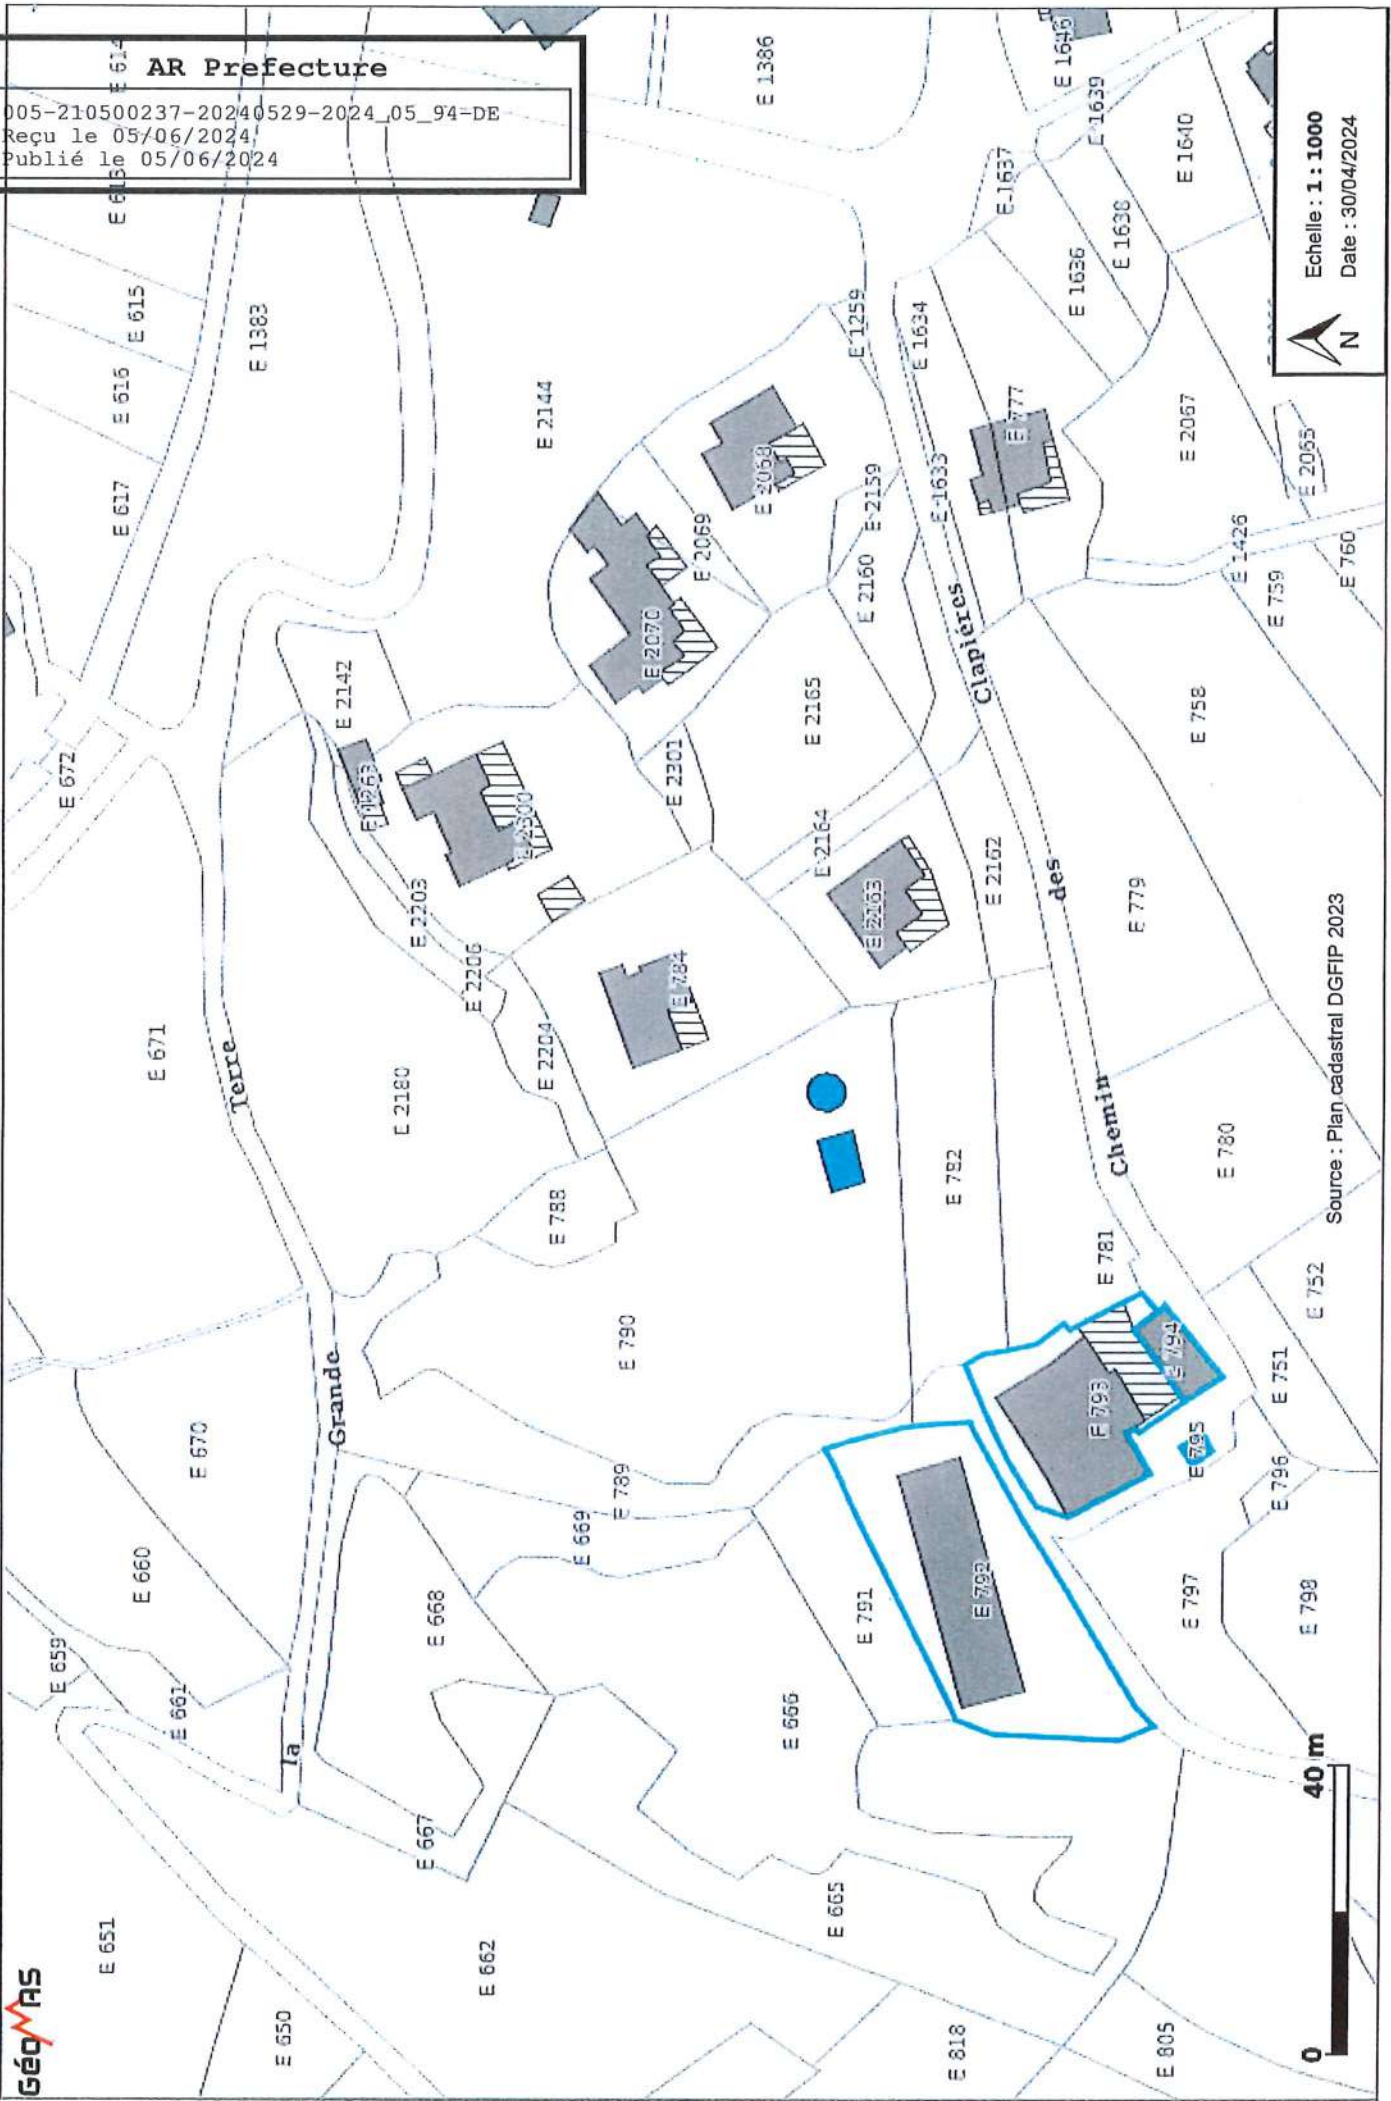 AR Prefecture
005-210500237-20240529-2024_05_94-DE
Reçu le 05/06/2024
Publié le 05/06/2024
GéoMAS
E 614
E 613
E 615
E 616
E 617
E 1383
E 1386
E 1646
E 1639
E 1637
E 1640
E 1638
E 1636
E 1259
E 1634
E 777
E 2144
E 2068
E 2159
E 1633
E 2067
E 2065
E 2069
E 2160
E 1426
E 759
E 760
E 2070
E 2142
E 672
E 1263
E 2300
E 2301
E 2165
E 758
E 2203
E 2164
E 2163
E 2162
E 779
E 2206
E 784
E 671
E 2204
E 2180
E 782
E 780
E 788
E 781
E 752
E 790
E 794
E 751
E 793
E 795
E 670
E 789
E 796
E 660
E 669
E 668
E 791
E 792
E 797
E 798
E 659
E 661
E 666
E 667
E 665
E 651
E 662
E 650
E 818
E 805
la
Grande
Terre
Chemin
des
Clapières
Source : Plan cadastral DGFIP 2023
N
Echelle : 1 : 1000
Date : 30/04/2024
0
40 m